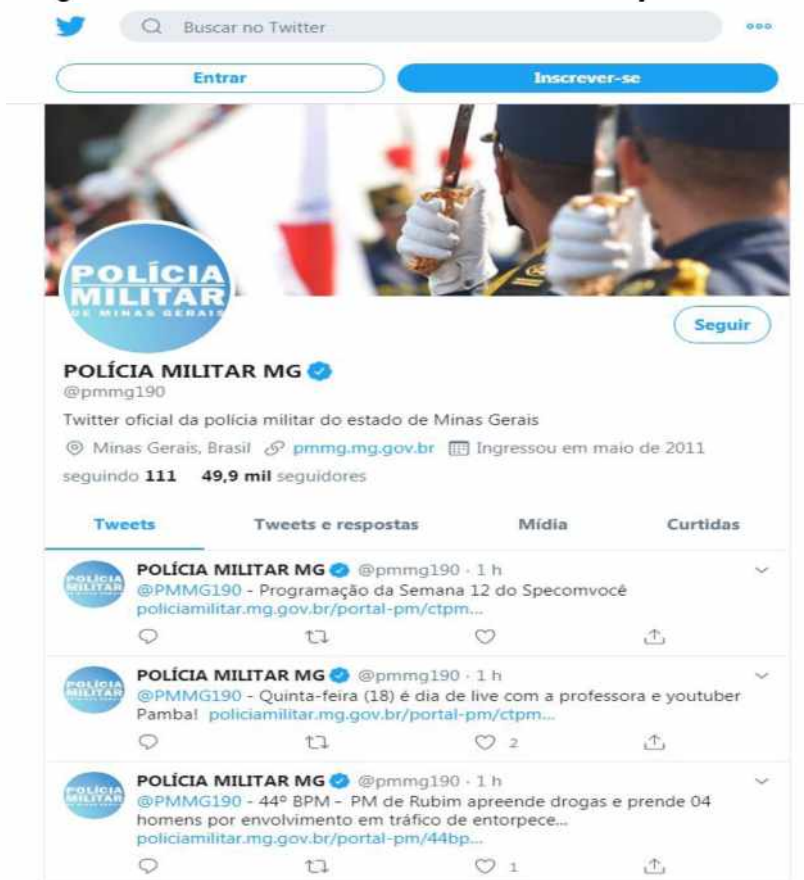 Buscar no Twitter
Entrar
Inscrever-se
POLÍCIA
MILITAR
DE MINAS GERAIS
Seguir
POLÍCIA MILITAR MG
@pmmg190
Twitter oficial da polícia militar do estado de Minas Gerais
Minas Gerais, Brasil pmmg.mg.gov.br Ingressou em maio de 2011
seguindo 111 49,9 mil seguidores
Tweets Tweets e respostas Mídia Curtidas
POLÍCIA MILITAR
POLÍCIA MILITAR MG @pmmg190 · 1 h
@PMMG190 - Programação da Semana 12 do Specomvocê
policiamilitar.mg.gov.br/portal-pm/ctpm...
POLÍCIA MILITAR
POLÍCIA MILITAR MG @pmmg190 · 1 h
@PMMG190 - Quinta-feira (18) é dia de live com a professora e youtuber
Pamba! policiamilitar.mg.gov.br/portal-pm/ctpm...
2
POLÍCIA MILITAR
POLÍCIA MILITAR MG @pmmg190 · 1 h
@PMMG190 - 44º BPM - PM de Rubim apreende drogas e prende 04
homens por envolvimento em tráfico de entorpece...
policiamilitar.mg.gov.br/portal-pm/44bp...
1